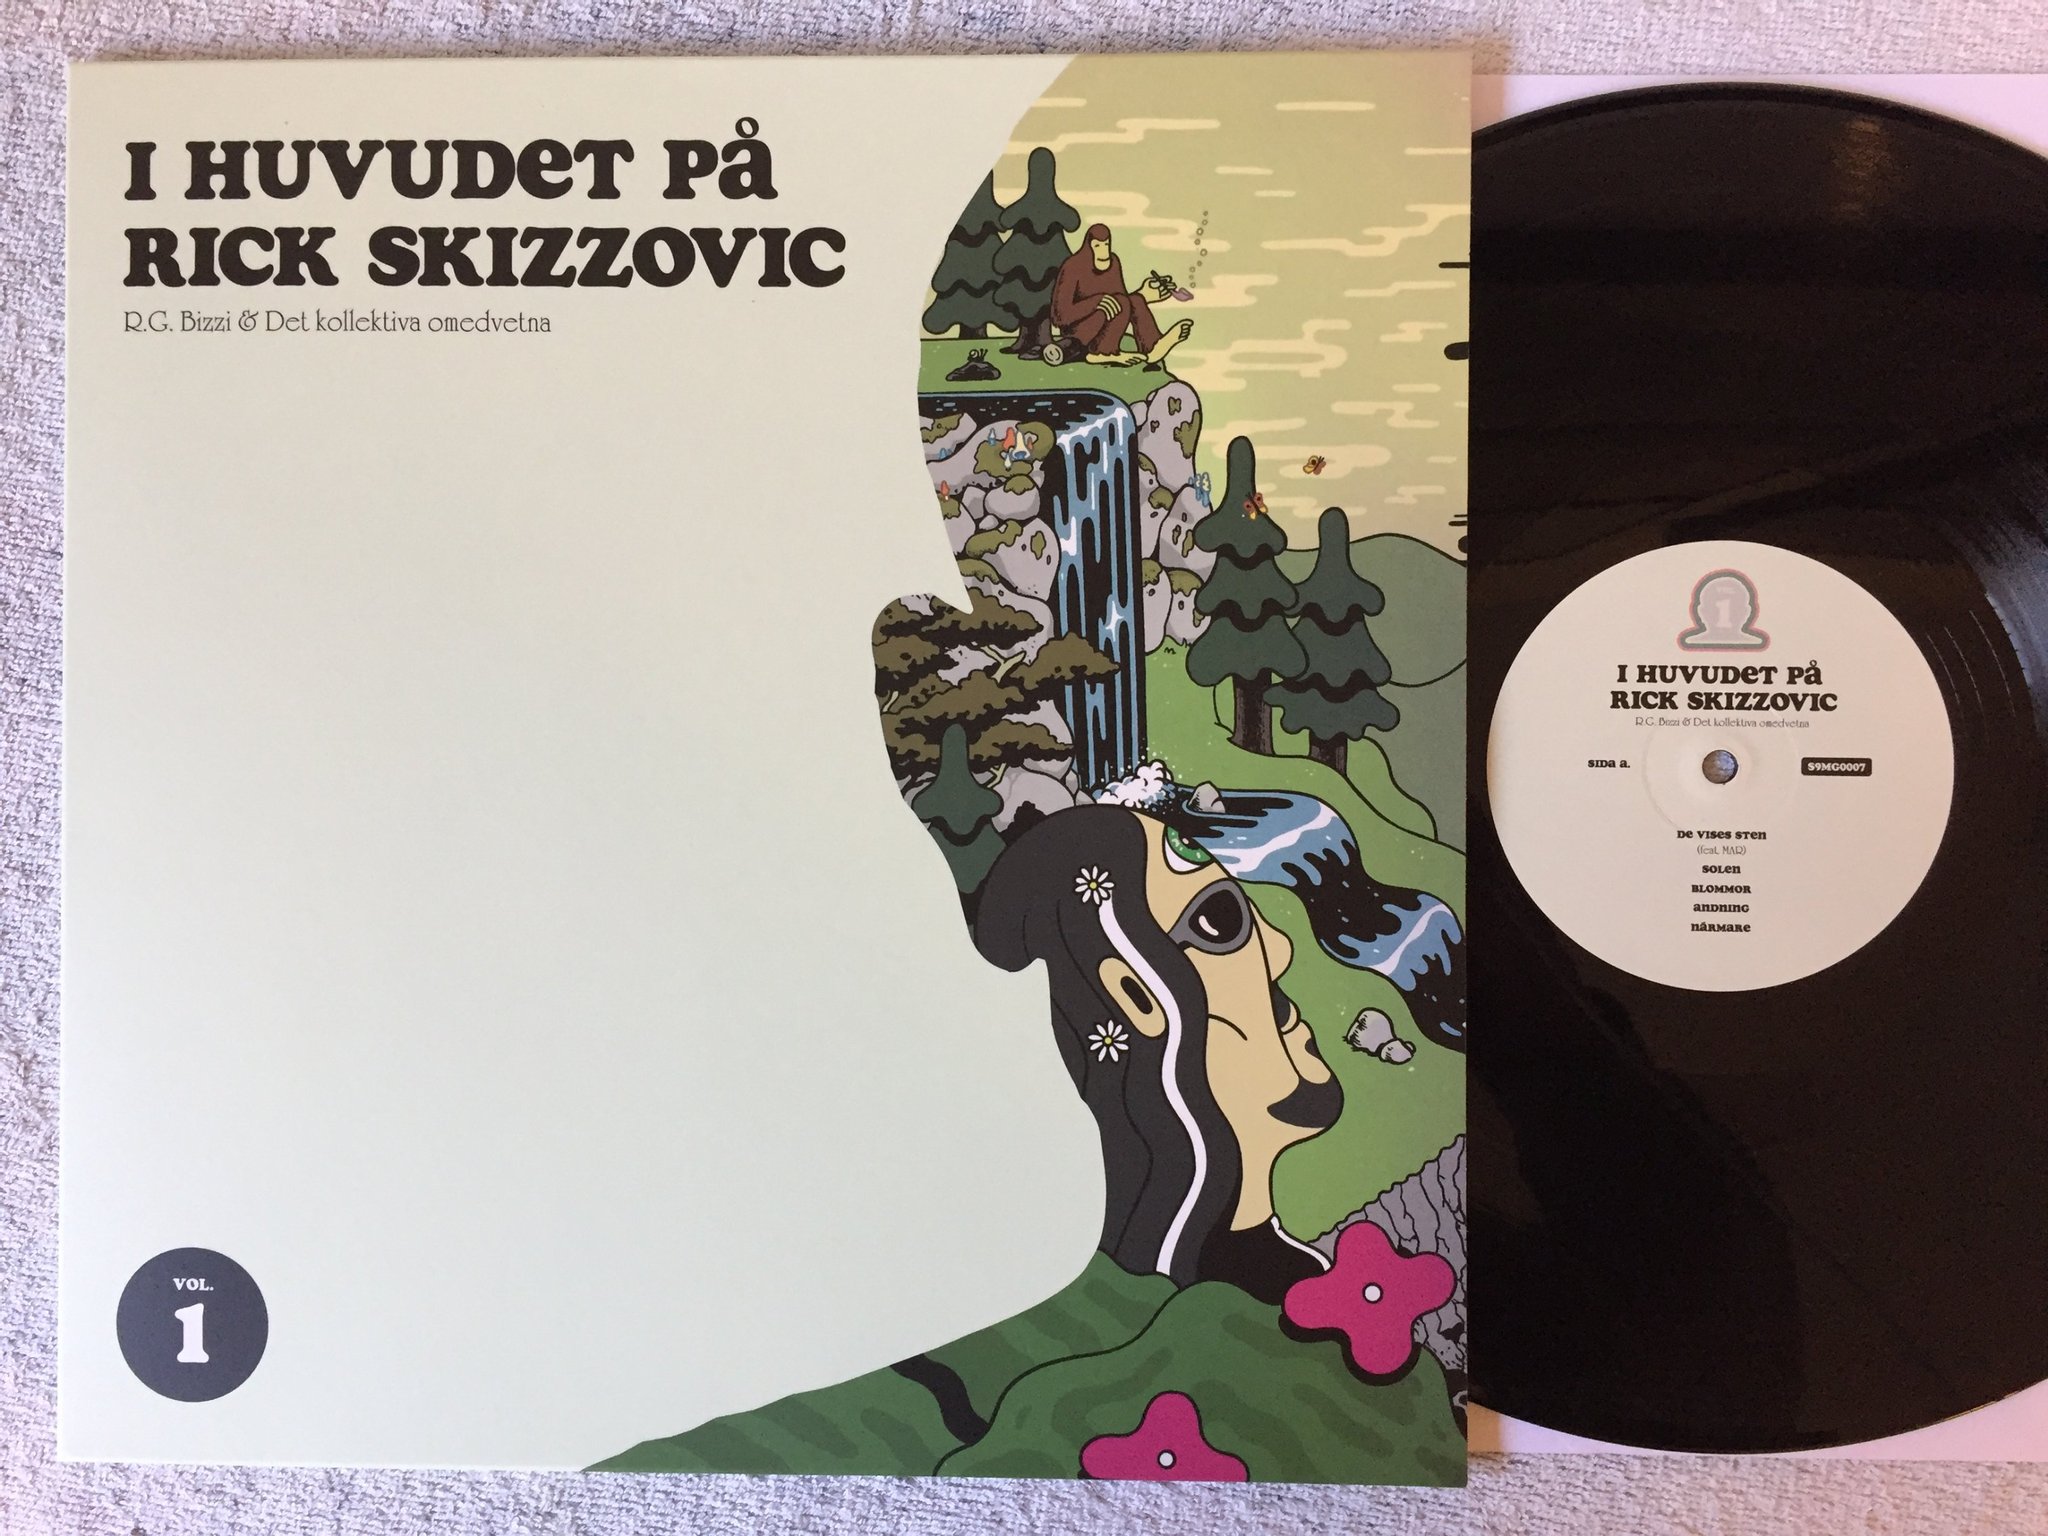 I HUVUDET PÅ
RICK SKIZZOVIC
R.G. Bizzi & Det kollektiva omedvetna
VOL.
1
1
I HUVUDET PÅ
RICK SKIZZOVIC
R.G. Bizzi & Det kollektiva omedvetna
SIDA A.
S9MG0007
DE VISES STEN
(feat. MAR)
SOLEN
BLOMMOR
ANDNING
NÄRMARE